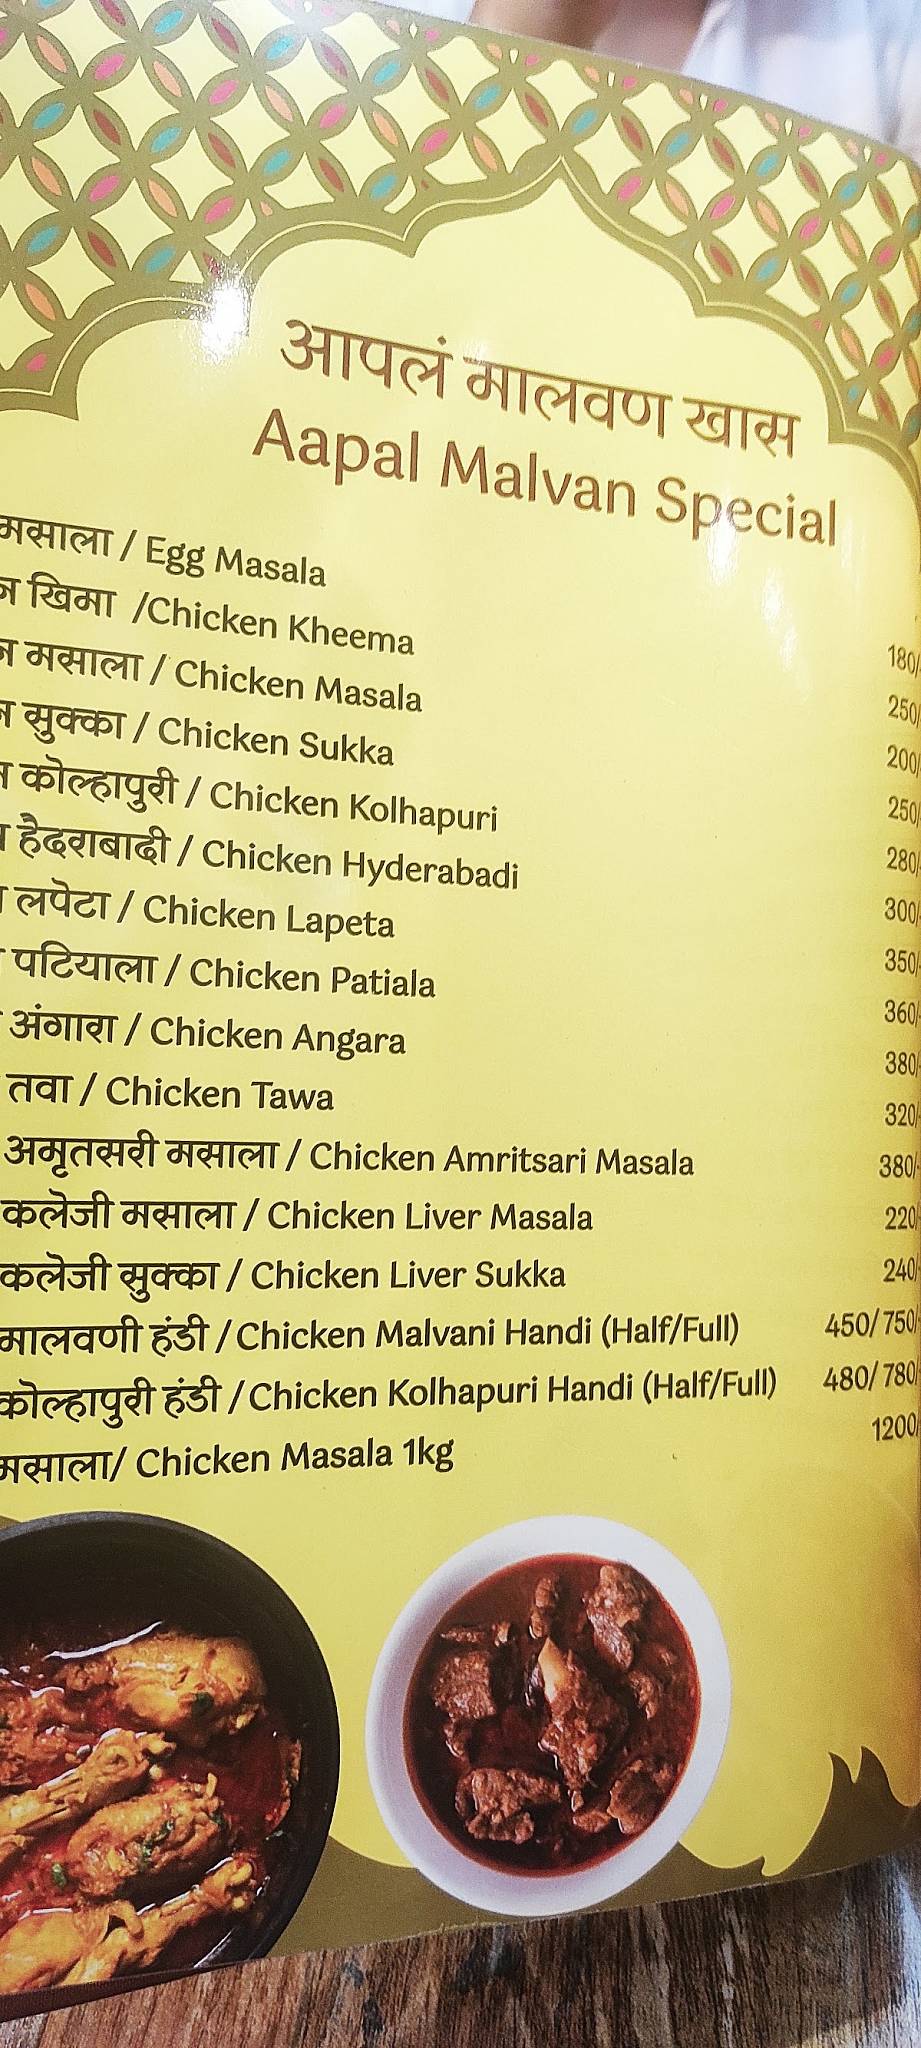 आपलं मालवण खास
Aapal Malvan Special
मसाला / Egg Masala 180/
खिमा /Chicken Kheema 250/
मसाला / Chicken Masala 200/
सुक्का / Chicken Sukka 250/
कोल्हापुरी / Chicken Kolhapuri 280/
हैदराबादी / Chicken Hyderabadi 300/
लपेटा / Chicken Lapeta 350/
पटियाला / Chicken Patiala 360/
अंगारा / Chicken Angara 380/
तवा / Chicken Tawa 320/
अमृतसरी मसाला / Chicken Amritsari Masala 380/
कलेजी मसाला / Chicken Liver Masala 220/
कलेजी सुक्का / Chicken Liver Sukka 240/
मालवणी हंडी / Chicken Malvani Handi (Half/Full) 450/750/
कोल्हापुरी हंडी / Chicken Kolhapuri Handi (Half/Full) 480/780/
मसाला/ Chicken Masala 1kg 1200/